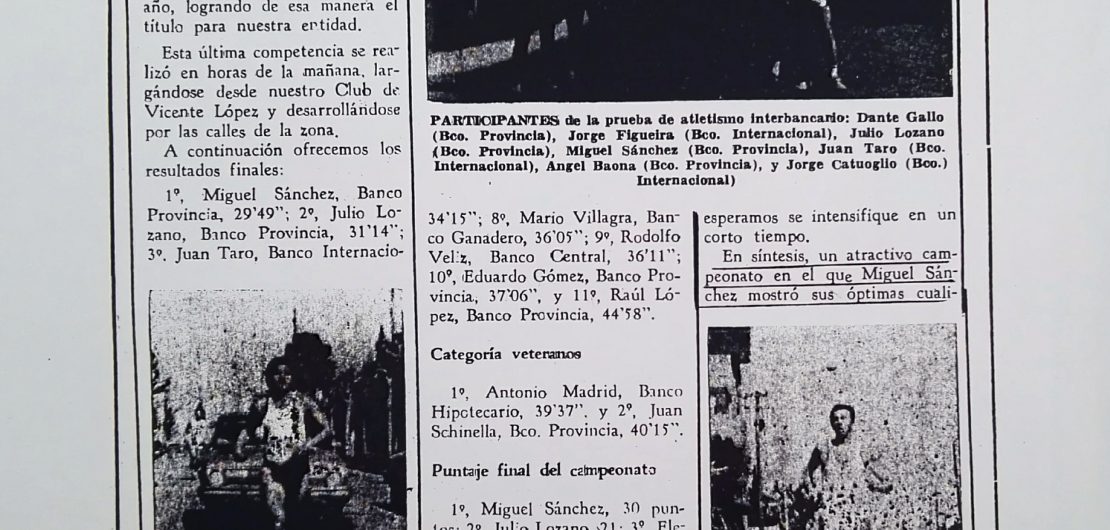 año, logrando de esa manera el
título para nuestra entidad.
Esta última competencia se rea-
lizó en horas de la mañana, lar-
gándose desde nuestro Club de
Vicente López y desarrollándose
por las calles de la zona.
A continuación ofrecemos los
resultados finales:
1º, Miguel Sánchez, Banco
Provincia, 29'49”; 2º, Julio Lo-
zano, Banco Provincia, 31'14”;
3º. Juan Taro, Banco Internacio-
PARTICIPANTES de la prueba de atletismo interbancario: Dante Gallo
(Bco. Provincia), Jorge Figueira (Bco. Internacional), Julio Lozano
(Bco. Provincia), Miguel Sánchez (Bco. Provincia), Juan Taro (Bco.
Internacional), Angel Baona (Bco. Provincia), y Jorge Catuoglio (Bco.)
Internacional)
34'15”; 8º, Mario Villagra, Ban-
co Ganadero, 36'05”; 9º, Rodolfo
Veliz, Banco Central, 36'11”;
10º, Eduardo Gómez, Banco Pro-
vincia, 37'06”, y 11º, Raúl Ló-
pez, Banco Provincia, 44'58”.
Categoría veteranos
1º, Antonio Madrid, Banco
Hipotecario, 39'37”. y 2º, Juan
Schinella, Bco. Provincia, 40'15”.
Puntaje final del campeonato
1º, Miguel Sánchez, 30 pun-
tos; 2º, Julio Lozano, 21; 3º, Ele-
esperamos se intensifique en un
corto tiempo.
En síntesis, un atractivo cam-
peonato en el que Miguel Sán-
chez mostró sus óptimas cuali-